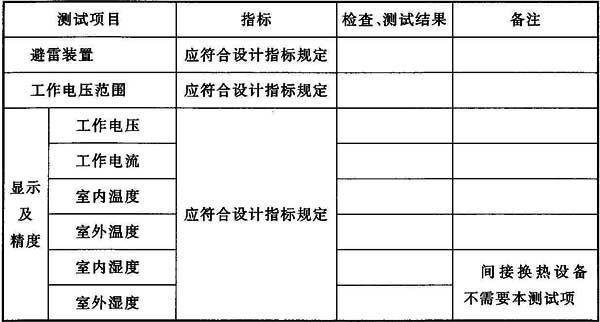 测试项目 指标 检查、测试结果 备注
避雷装置 应符合设计指标规定
工作电压范围 应符合设计指标规定
显示及精度 工作电压 应符合设计指标规定
工作电流
室内温度
室外温度
室内湿度 间接换热设备
室外湿度 不需要本测试项